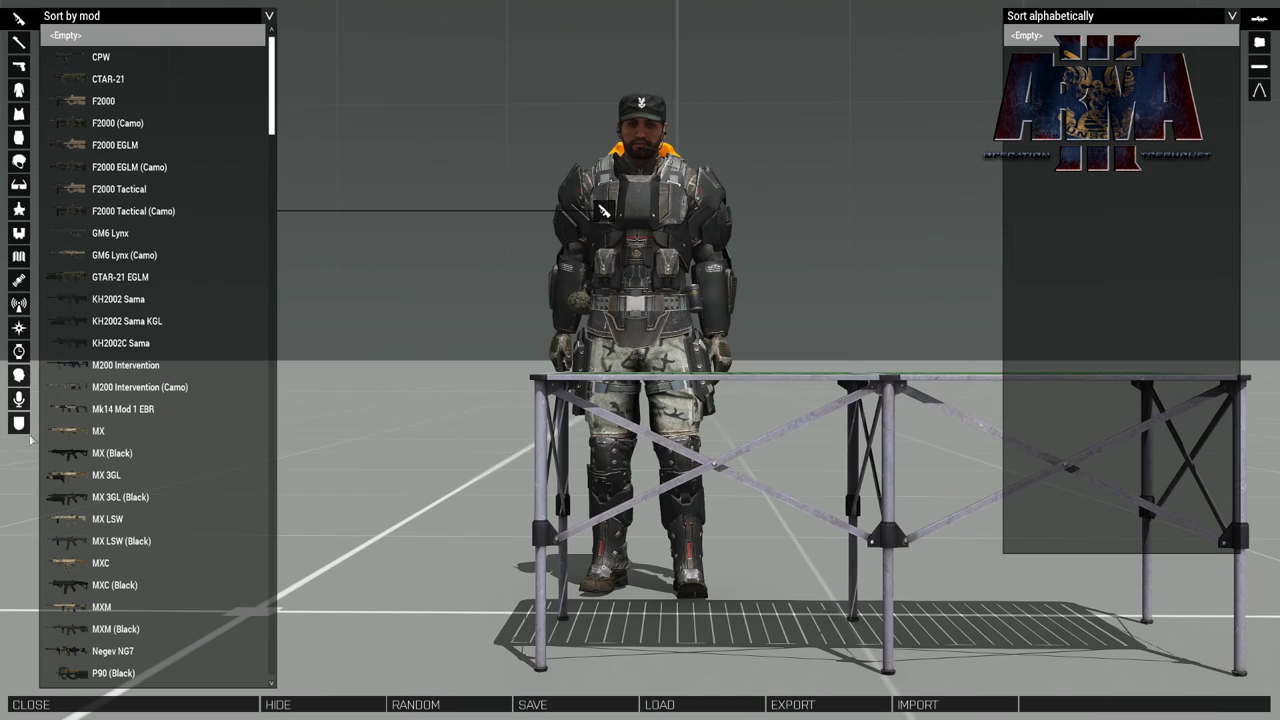 Sort by mod
<Empty>
CPW
CTAR-21
F2000
F2000 (Camo)
F2000 EGLM
F2000 EGLM (Camo)
F2000 Tactical
F2000 Tactical (Camo)
GM6 Lynx
GM6 Lynx (Camo)
GTAR-21 EGLM
KH2002 Sama
KH2002 Sama KGL
KH2002C Sama
M200 Intervention
M200 Intervention (Camo)
Mk14 Mod 1 EBR
MX
MX (Black)
MX 3GL
MX 3GL (Black)
MX LSW
MX LSW (Black)
MXC
MXC (Black)
MXM
MXM (Black)
Negev NG7
P90 (Black)
Sort alphabetically
<Empty>
ARMA
III
OPERATION TREBUCHET
CLOSE
HIDE
RANDOM
SAVE
LOAD
EXPORT
IMPORT